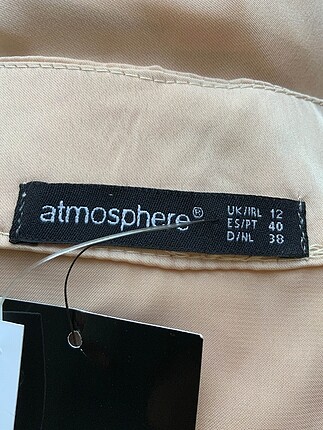 atmosphere®
UK/IRL 12
ES/PT 40
D/NL 38